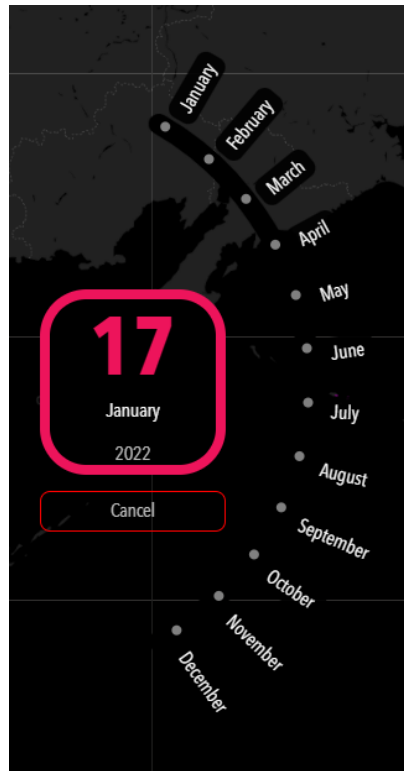 January
February
March
April
May
June
July
August
September
October
November
December
17
January
2022
Cancel